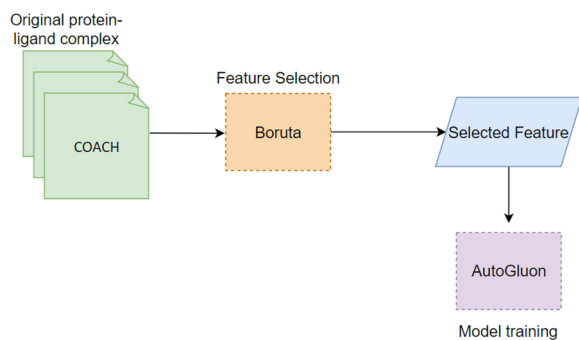 Original protein-
ligand complex
COACH
Feature Selection
Boruta
Selected Feature
AutoGluon
Model training